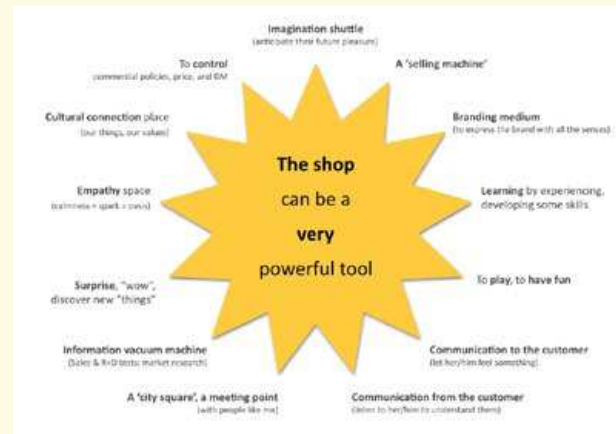 Imagination shuttle
(anticipate their future pleasure)
A 'selling machine'
Branding medium
(to express the brand with all the senses)
Learning by experiencing,
developing some skills
To play, to have fun
Communication to the customer
(let her/him feel something)
Communication from the customer
(listen to her/him to understand them)
A 'city square', a meeting point
(with people like me)
Information vacuum machine
(Sales & R+D tests: market research)
Surprise, "wow",
discover new "things"
Empathy space
(calmness + spark + oasis)
Cultural connection place
(our things, our values)
To control
commercial policies, price, and GM
The shop
can be a
very
powerful tool